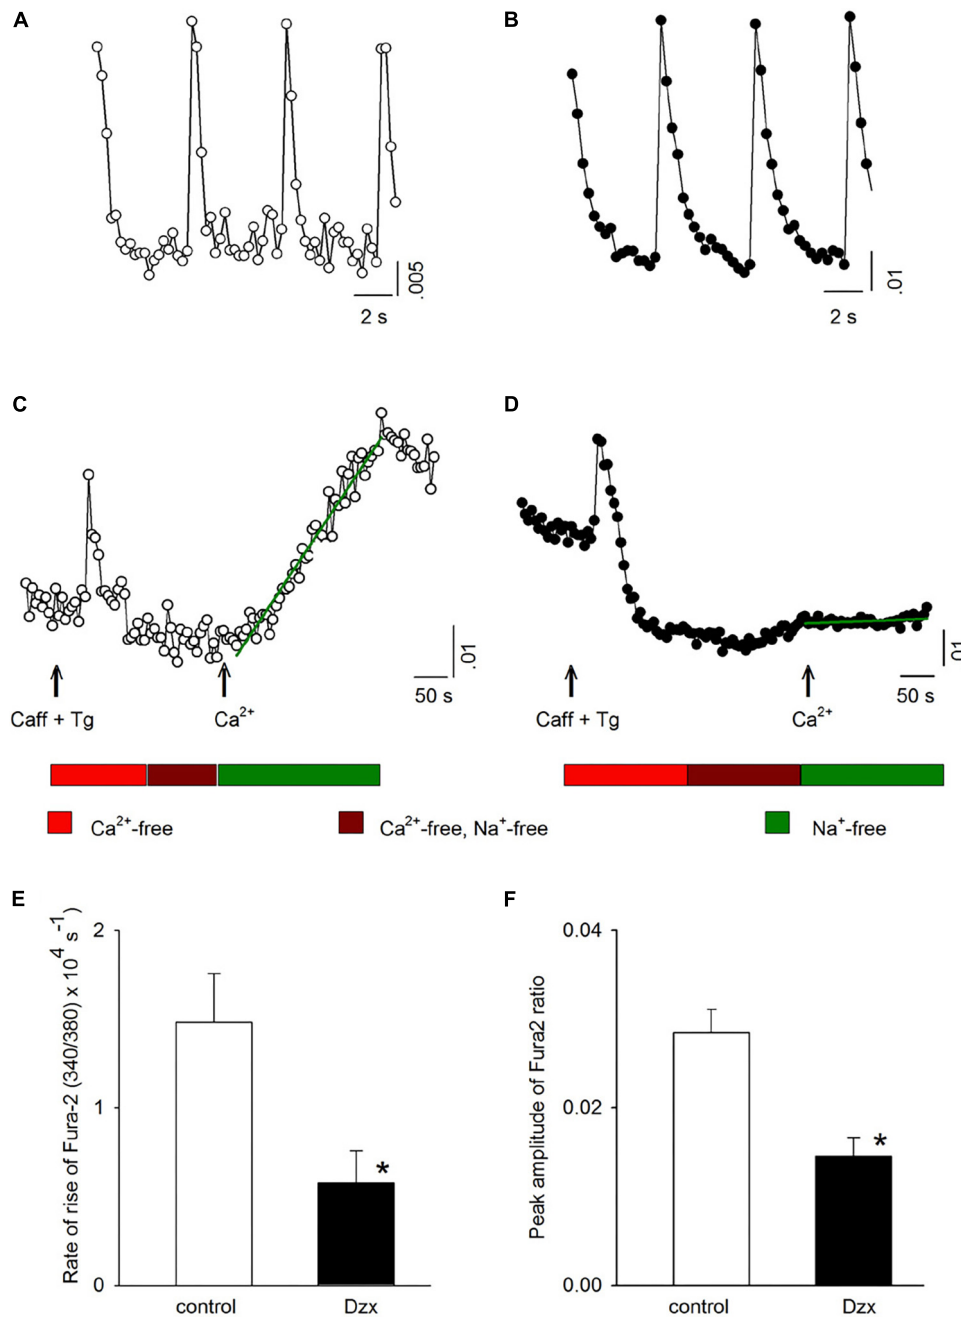 A
B
.005
2 s
.01
2 s
C
D
.01
50 s
.01
50 s
Caff + Tg
Ca²⁺
Caff + Tg
Ca²⁺
Ca²⁺-free
Ca²⁺-free, Na⁺-free
Na⁺-free
E
F
Rate of rise of Fura-2 (340/380) x 10⁴ s⁻¹
2
1
0
control
Dzx
*
Peak amplitude of Fura2 ratio
0.04
0.02
0.00
control
Dzx
*